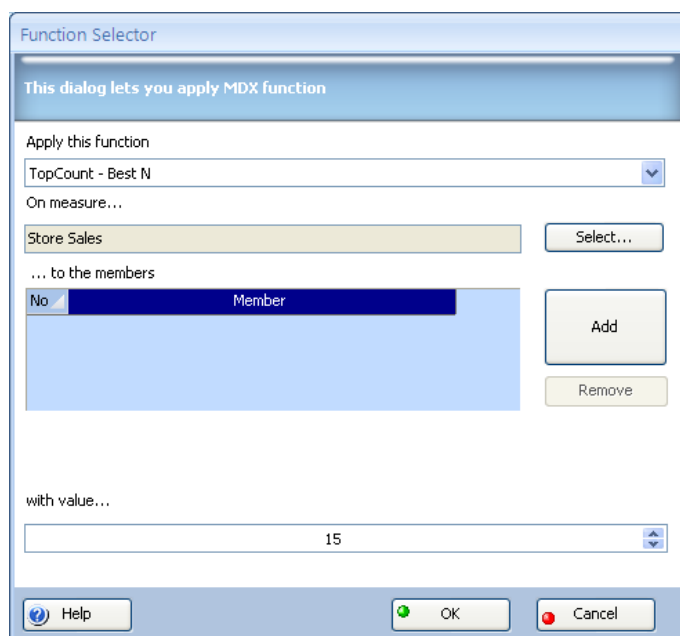 Function Selector
This dialog lets you apply MDX function
Apply this function
TopCount - Best N
On measure...
Store Sales
Select...
... to the members
No Member
Add
Remove
with value...
15
Help OK Cancel